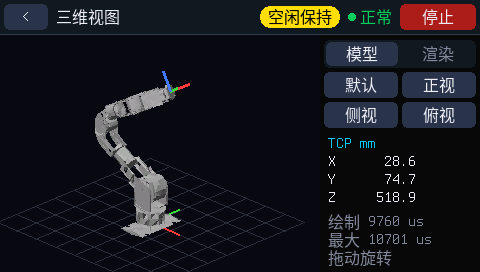 三维视图 空闲保持 正常 停止
模型 渲染
默认 正视
侧视 俯视
TCP mm
X 28.6
Y 74.7
Z 518.9
绘制 9760 us
最大 10701 us
拖动旋转